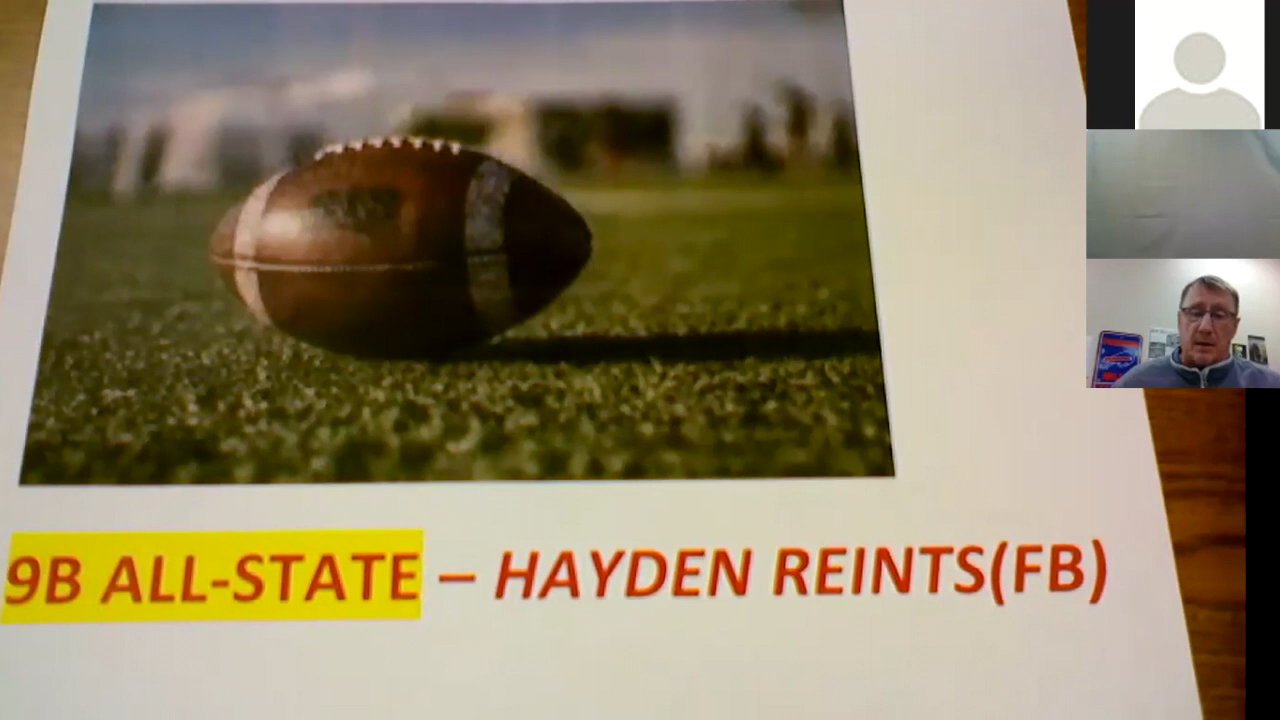 9B ALL-STATE – HAYDEN REINTS(FB)